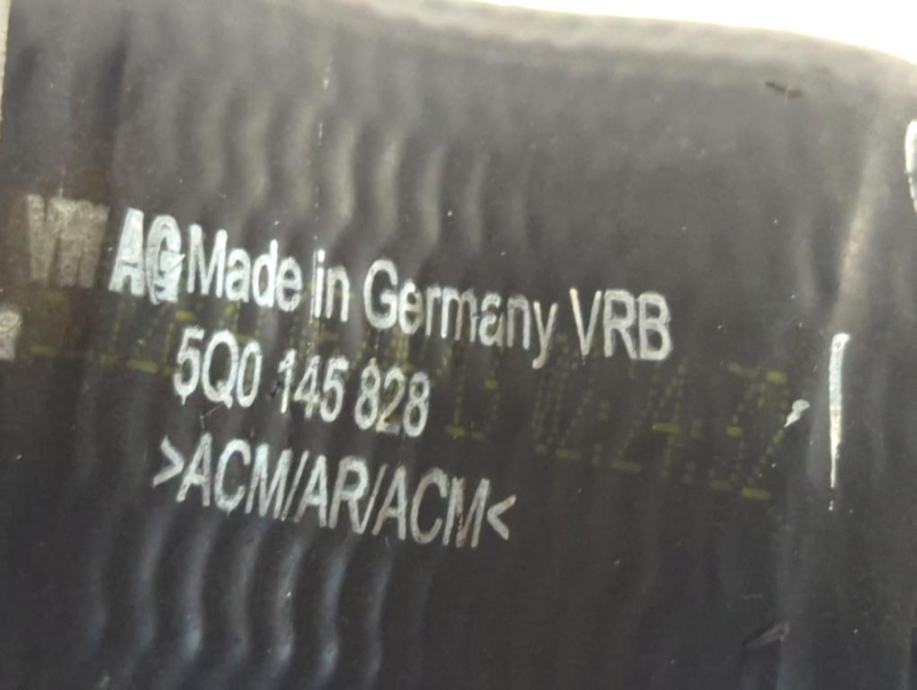 VW AG Made in Germany VRB
5Q0 145 828
>ACM/AR/ACM<